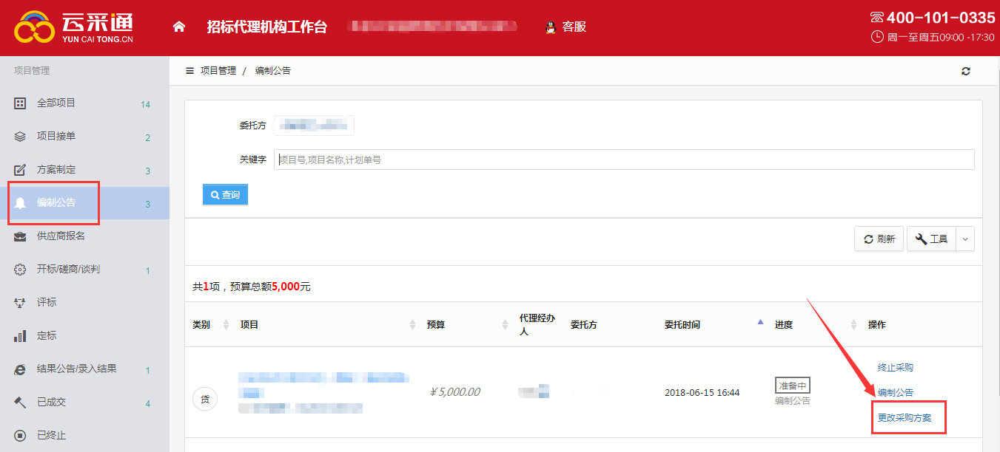 云采通
YUN CAI TONG.CN
招标代理机构工作台
客服
400-101-0335
周一至周五09:00 -17:30
项目管理
全部项目 14
项目接单 2
方案制定 3
编制公告 3
供应商报名
开标/磋商/谈判 1
评标
定标
结果公告/录入结果 1
已成交 4
已终止
项目管理 / 编制公告
委托方
关键字 项目号,项目名称,计划单号
查询
刷新 工具
共1项，预算总额5,000元
类别 项目 预算 代理经办人 委托方 委托时间 进度 操作
货 ¥5,000.00 2018-06-15 16:44
准备中
编制公告
终止采购
编制公告
更改采购方案